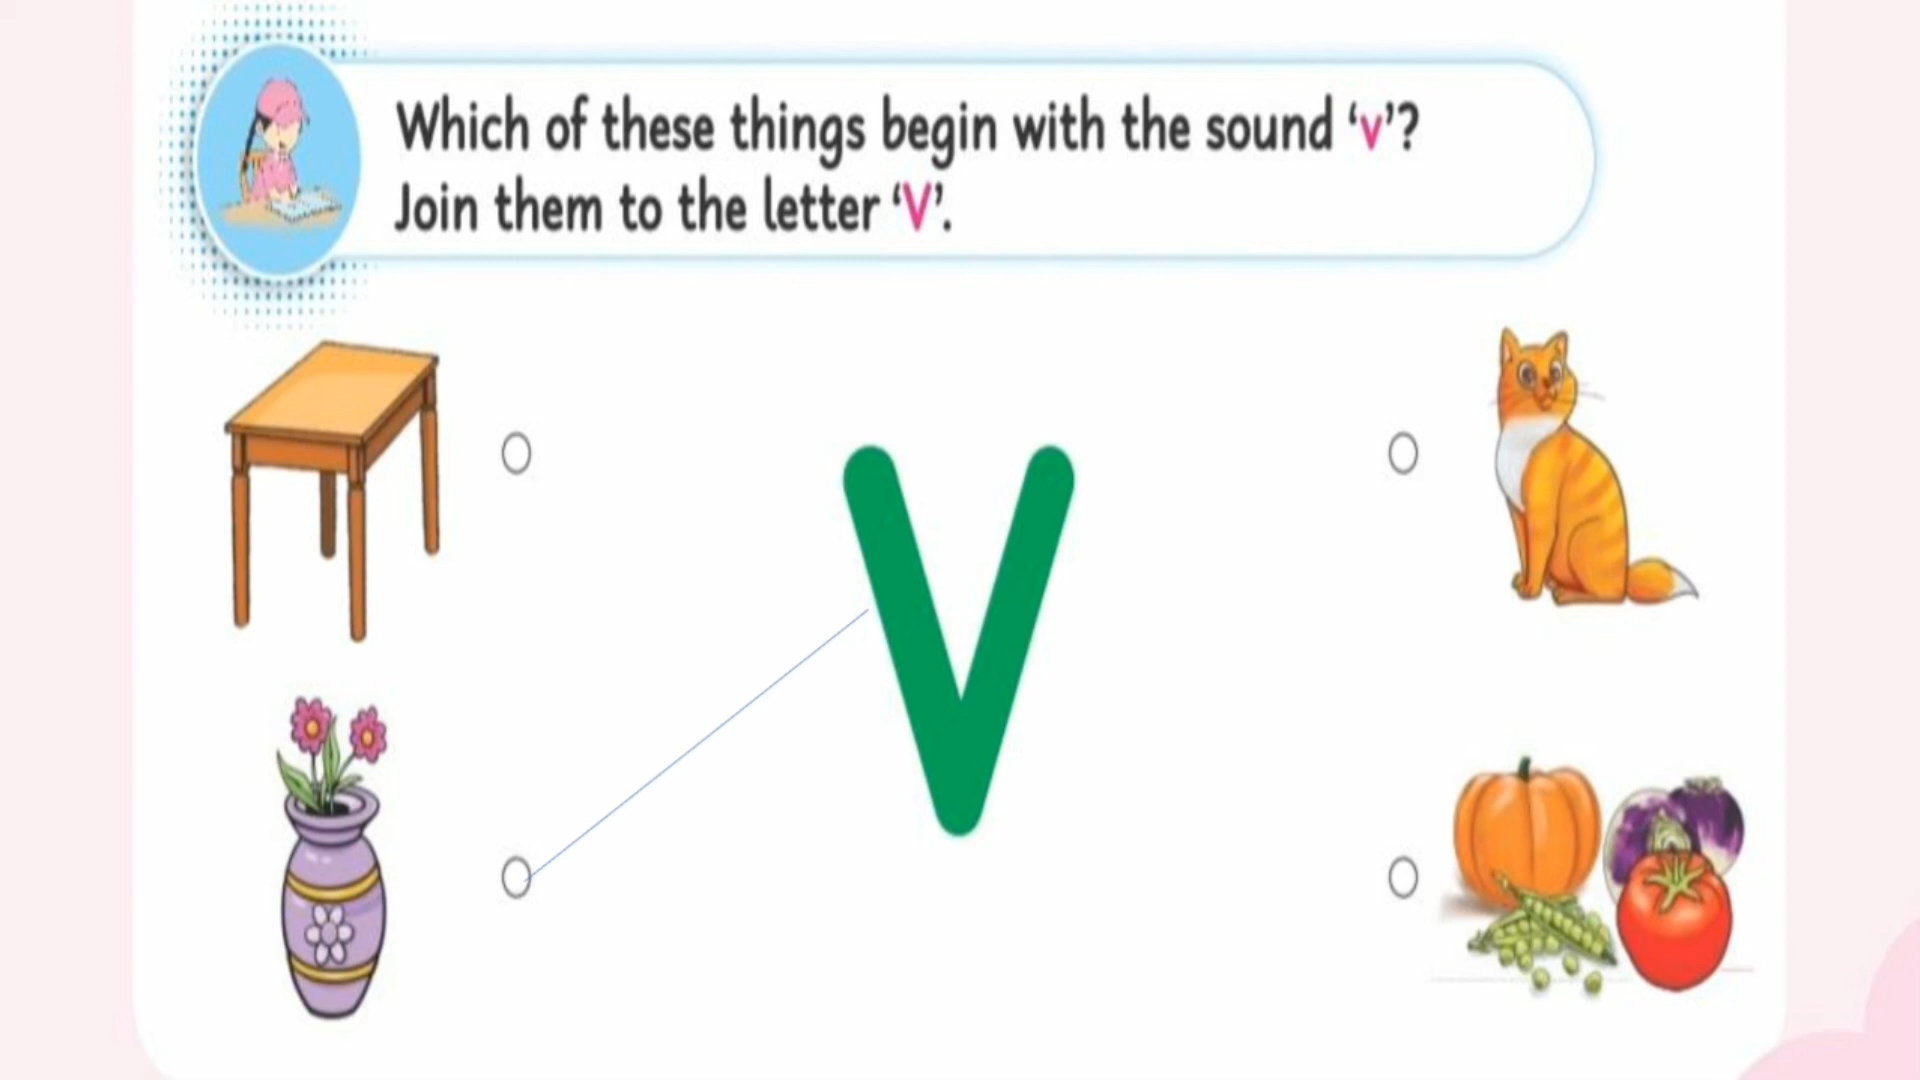 Which of these things begin with the sound ‘v’?
Join them to the letter ‘V’.
V